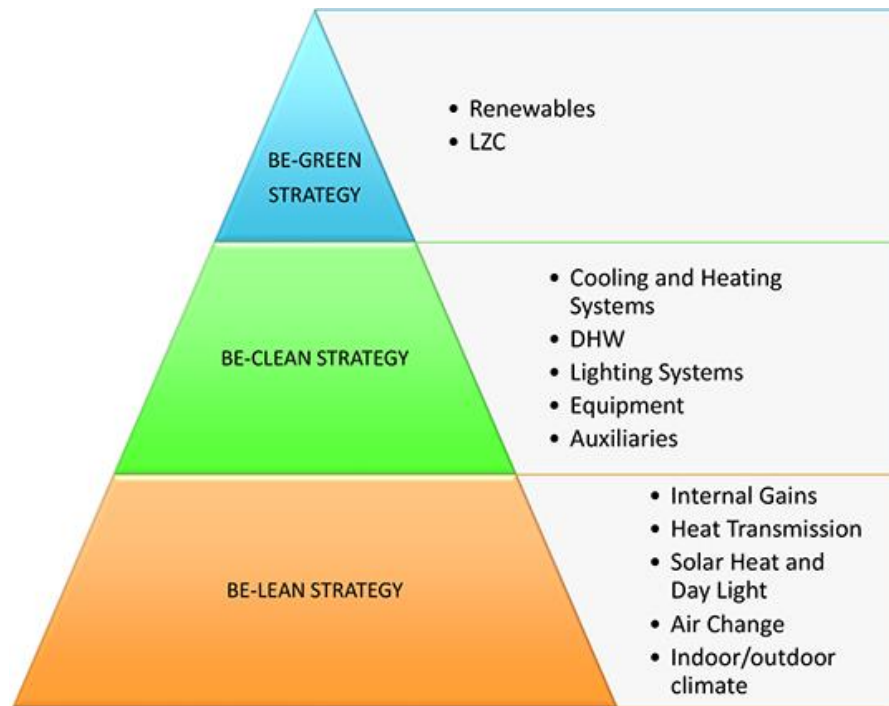 BE-GREEN
STRATEGY
• Renewables
• LZC
BE-CLEAN STRATEGY
• Cooling and Heating
Systems
• DHW
• Lighting Systems
• Equipment
• Auxiliaries
BE-LEAN STRATEGY
• Internal Gains
• Heat Transmission
• Solar Heat and
Day Light
• Air Change
• Indoor/outdoor
climate